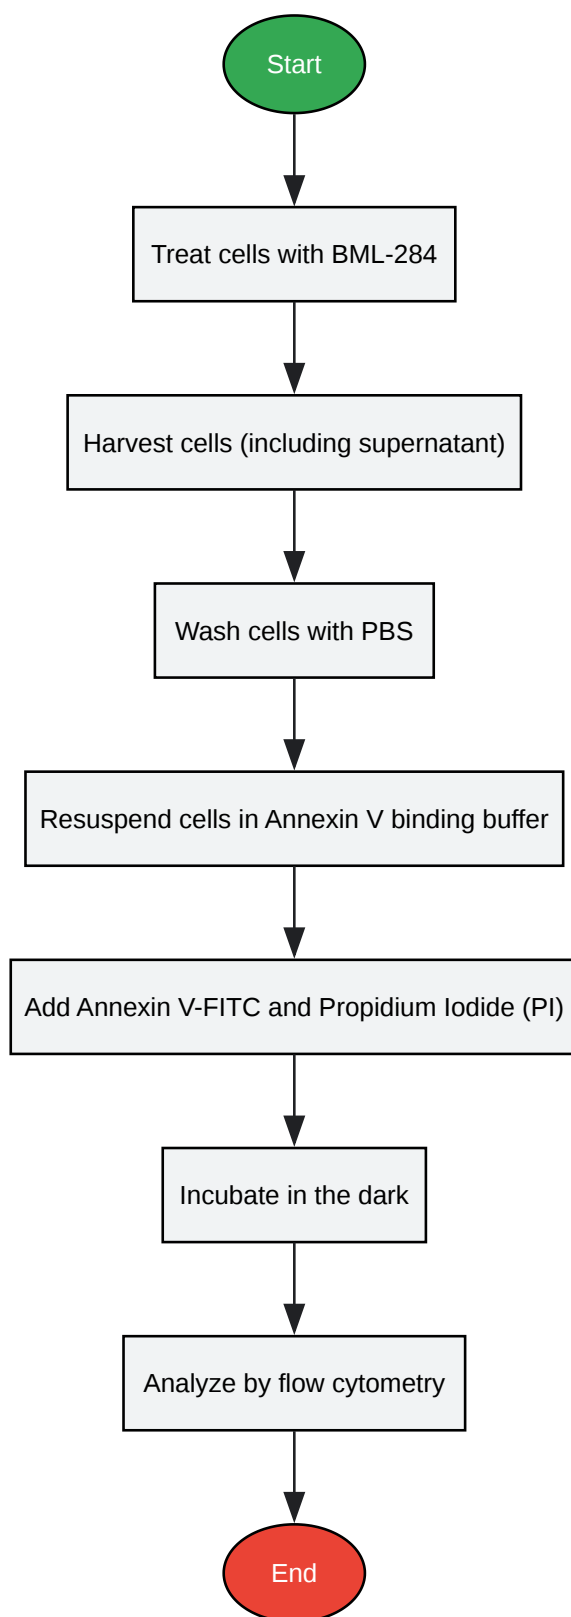 Start
Treat cells with BML-284
Harvest cells (including supernatant)
Wash cells with PBS
Resuspend cells in Annexin V binding buffer
Add Annexin V-FITC and Propidium Iodide (PI)
Incubate in the dark
Analyze by flow cytometry
End